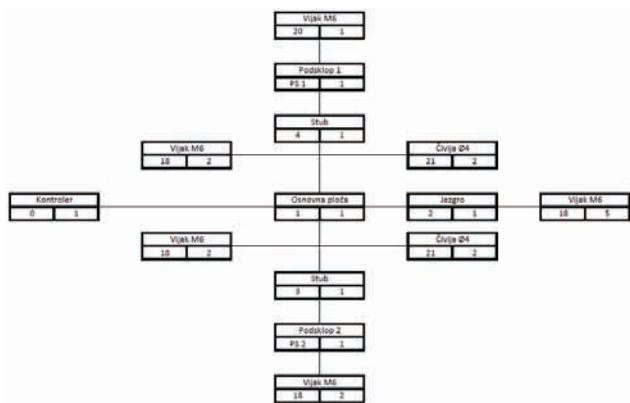 Vijak M6
20 1
Podsklop 1
PS 1 1
Stub
4 1
Vijak M6 Čivija Ø4
18 2 21 2
Kontroler Osnovna ploča Jezgro Vijak M6
0 1 1 1 2 1 18 5
Vijak M6 Čivija Ø4
18 2 21 2
Stub
3 1
Podsklop 2
PS 2 1
Vijak M6
18 2